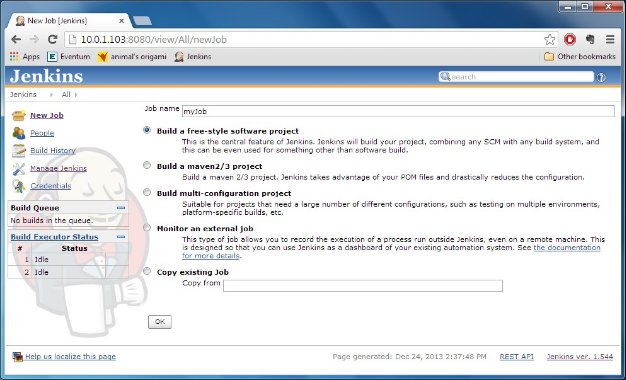 New Job [Jenkins]
10.0.1.103:8080/view/All/newJob
Apps Eventum animal's origami Jenkins Other bookmarks
Jenkins
search
Jenkins All
New Job
People
Build History
Manage Jenkins
Credentials
Build Queue
No builds in the queue.
Build Executor Status
# Status
1 Idle
2 Idle
Job name myJob
Build a free-style software project
This is the central feature of Jenkins. Jenkins will build your project, combining any SCM with any build system, and
this can be even used for something other than software build.
Build a maven2/3 project
Build a maven 2/3 project. Jenkins takes advantage of your POM files and drastically reduces the configuration.
Build multi-configuration project
Suitable for projects that need a large number of different configurations, such as testing on multiple environments,
platform-specific builds, etc.
Monitor an external job
This type of job allows you to record the execution of a process run outside Jenkins, even on a remote machine. This
is designed so that you can use Jenkins as a dashboard of your existing automation system. See the documentation
for more details.
Copy existing Job
Copy from
OK
Help us localize this page
Page generated: Dec 24, 2013 2:37:48 PM REST API Jenkins ver. 1.544